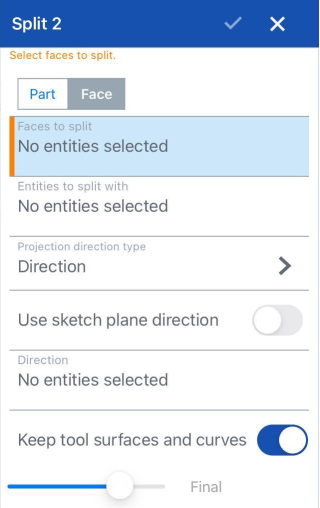 Split 2
Select faces to split.
Part Face
Faces to split
No entities selected
Entities to split with
No entities selected
Projection direction type
Direction
Use sketch plane direction
Direction
No entities selected
Keep tool surfaces and curves
Final